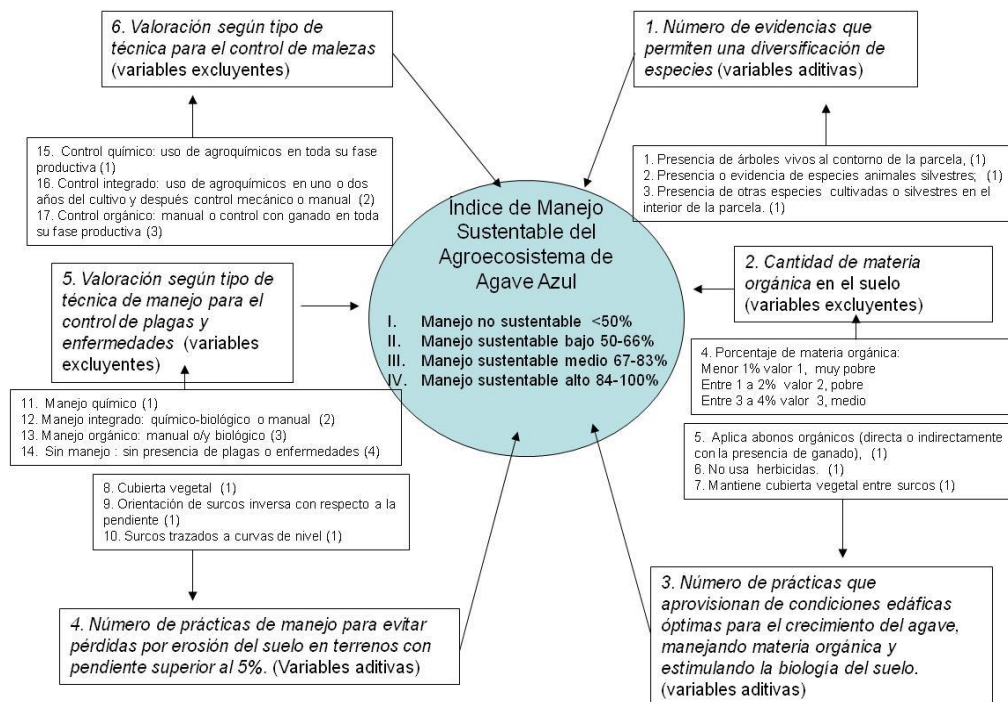 6. Valoración según tipo de
técnica para el control de malezas
(variables excluyentes)
1. Número de evidencias que
permiten una diversificación de
especies (variables aditivas)
15. Control químico: uso de agroquímicos en toda su fase
productiva (1)
16. Control integrado: uso de agroquímicos en uno o dos
años del cultivo y después control mecánico o manual (2)
17. Control orgánico: manual o control con ganado en toda
su fase productiva (3)
1. Presencia de árboles vivos al contorno de la parcela, (1)
2. Presencia o evidencia de especies animales silvestres; (1)
3. Presencia de otras especies cultivadas o silvestres en el
interior de la parcela. (1)
Indice de Manejo
Sustentable del
Agroecosistema de
Agave Azul
I. Manejo no sustentable <50%
II. Manejo sustentable bajo 50-66%
III. Manejo sustentable medio 67-83%
IV. Manejo sustentable alto 84-100%
5. Valoración según tipo de
técnica de manejo para el
control de plagas y
enfermedades (variables
excluyentes)
2. Cantidad de materia
orgánica en el suelo
(variables excluyentes)
4. Porcentaje de materia orgánica:
Menor 1% valor 1, muy pobre
Entre 1 a 2% valor 2, pobre
Entre 3 a 4% valor 3, medio
11. Manejo químico (1)
12. Manejo integrado: químico-biológico o manual (2)
13. Manejo orgánico: manual o/y biológico (3)
14. Sin manejo : sin presencia de plagas o enfermedades (4)
5. Aplica abonos orgánicos (directa o indirectamente
con la presencia de ganado), (1)
6. No usa herbicidas. (1)
7. Mantiene cubierta vegetal entre surcos (1)
8. Cubierta vegetal (1)
9. Orientación de surcos inversa con respecto a la
pendiente (1)
10. Surcos trazados a curvas de nivel (1)
4. Número de prácticas de manejo para evitar
pérdidas por erosión del suelo en terrenos con
pendiente superior al 5%. (Variables aditivas)
3. Número de prácticas que
aprovisionan de condiciones edáficas
óptimas para el crecimiento del agave,
manejando materia orgánica y
estimulando la biología del suelo.
(variables aditivas)